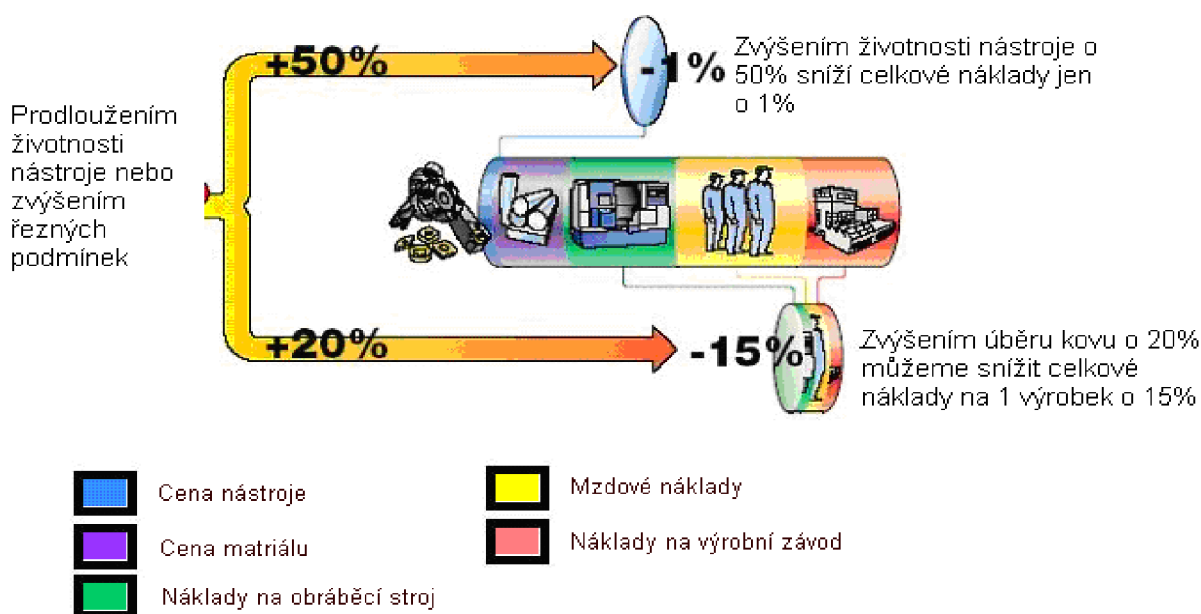 Prodloužením
životnosti
nástroje nebo
zvýšením
řezných
podmínek
+50%
-1%
Zvýšením životnosti nástroje o
50% sníží celkové náklady jen
o 1%
+20%
-15%
Zvýšením úběru kovu o 20%
můžeme snížit celkové
náklady na 1 výrobek o 15%
Cena nástroje
Cena matriálu
Náklady na obráběcí stroj
Mzdové náklady
Náklady na výrobní závod